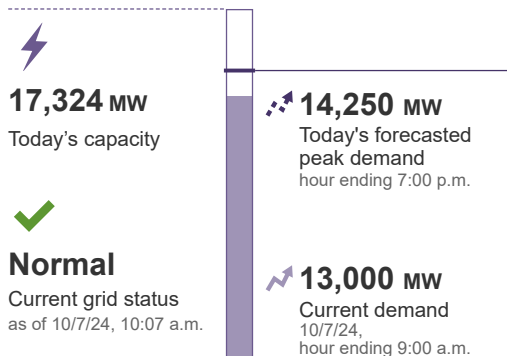 17,324 MW
Today's capacity
Normal
Current grid status
as of 10/7/24, 10:07 a.m.
14,250 MW
Today's forecasted
peak demand
hour ending 7:00 p.m.
13,000 MW
Current demand
10/7/24,
hour ending 9:00 a.m.